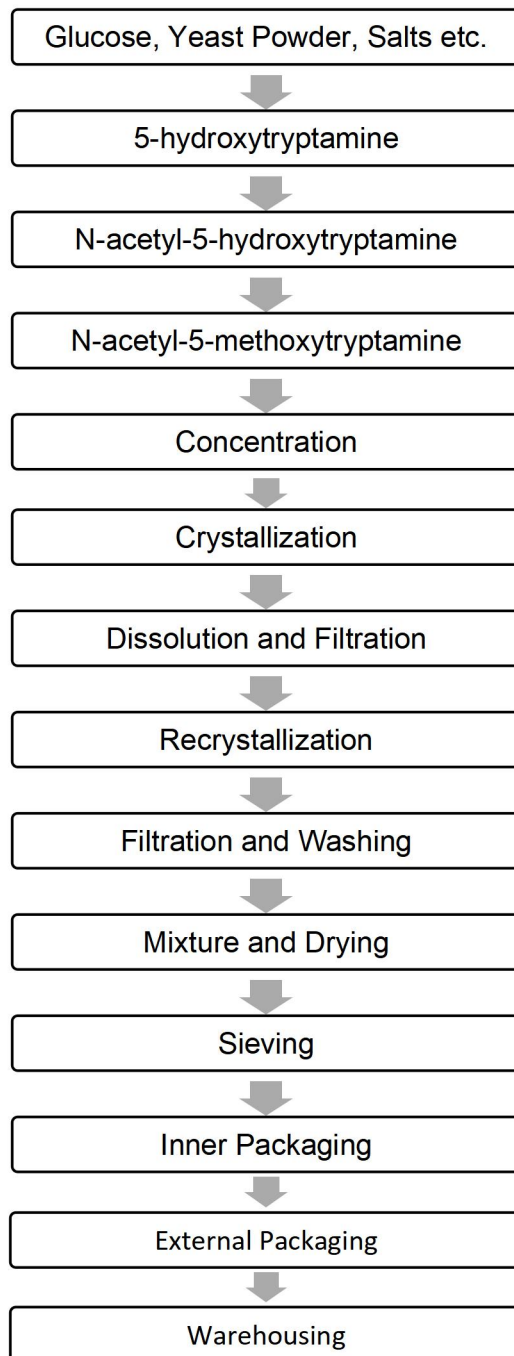 Glucose, Yeast Powder, Salts etc.
5-hydroxytryptamine
N-acetyl-5-hydroxytryptamine
N-acetyl-5-methoxytryptamine
Concentration
Crystallization
Dissolution and Filtration
Recrystallization
Filtration and Washing
Mixture and Drying
Sieving
Inner Packaging
External Packaging
Warehousing